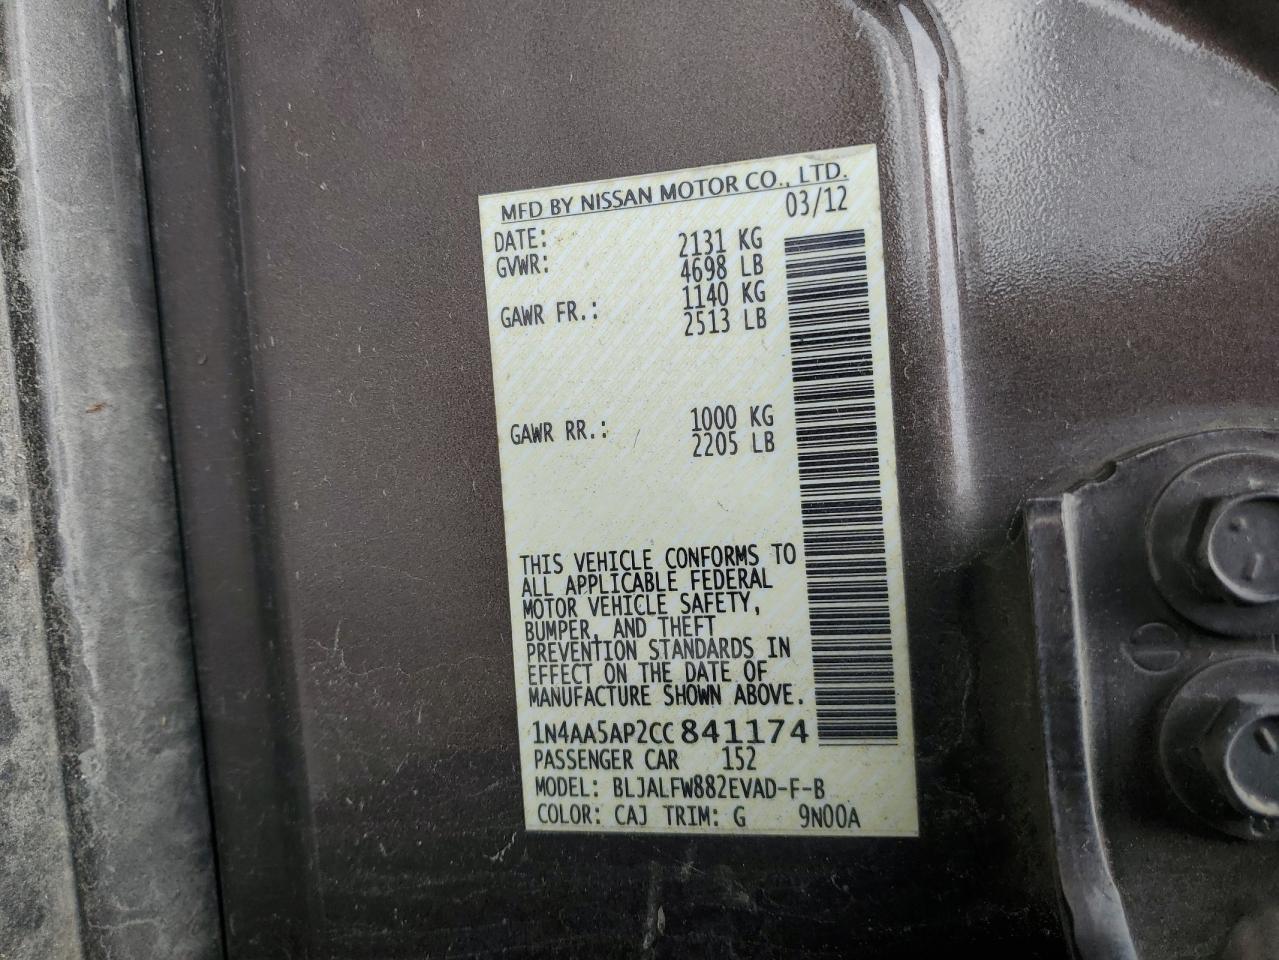 MFD BY NISSAN MOTOR CO., LTD.
DATE: 03/12
GVWR: 2131 KG
4698 LB
GAWR FR.: 1140 KG
2513 LB
GAWR RR.: 1000 KG
2205 LB
THIS VEHICLE CONFORMS TO
ALL APPLICABLE FEDERAL
MOTOR VEHICLE SAFETY,
BUMPER, AND THEFT
PREVENTION STANDARDS IN
EFFECT ON THE DATE OF
MANUFACTURE SHOWN ABOVE.
1N4AA5AP2CC841174
PASSENGER CAR 152
MODEL: BLJALFW882EVAD-F-B
COLOR: CAJ TRIM: G 9N00A